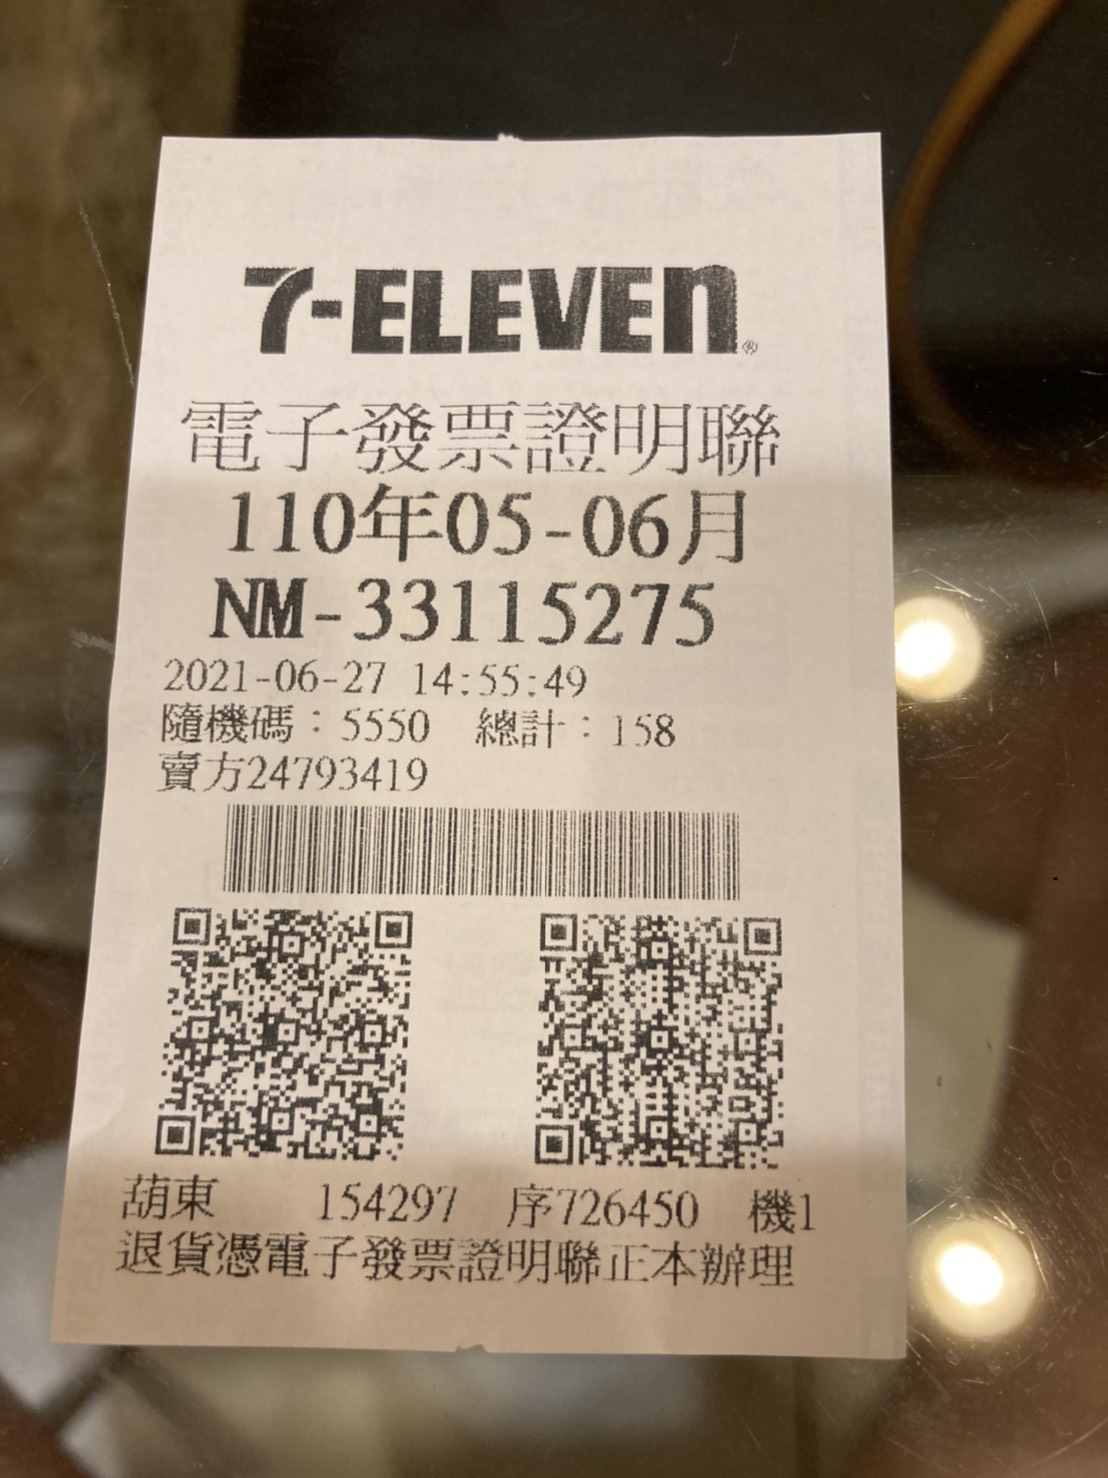 7-ELEVEN®
電子發票證明聯
110年05-06月
NM-33115275
2021-06-27 14:55:49
隨機碼：5550 總計：158
賣方24793419
葫東 154297 序726450 機1
退貨憑電子發票證明聯正本辦理